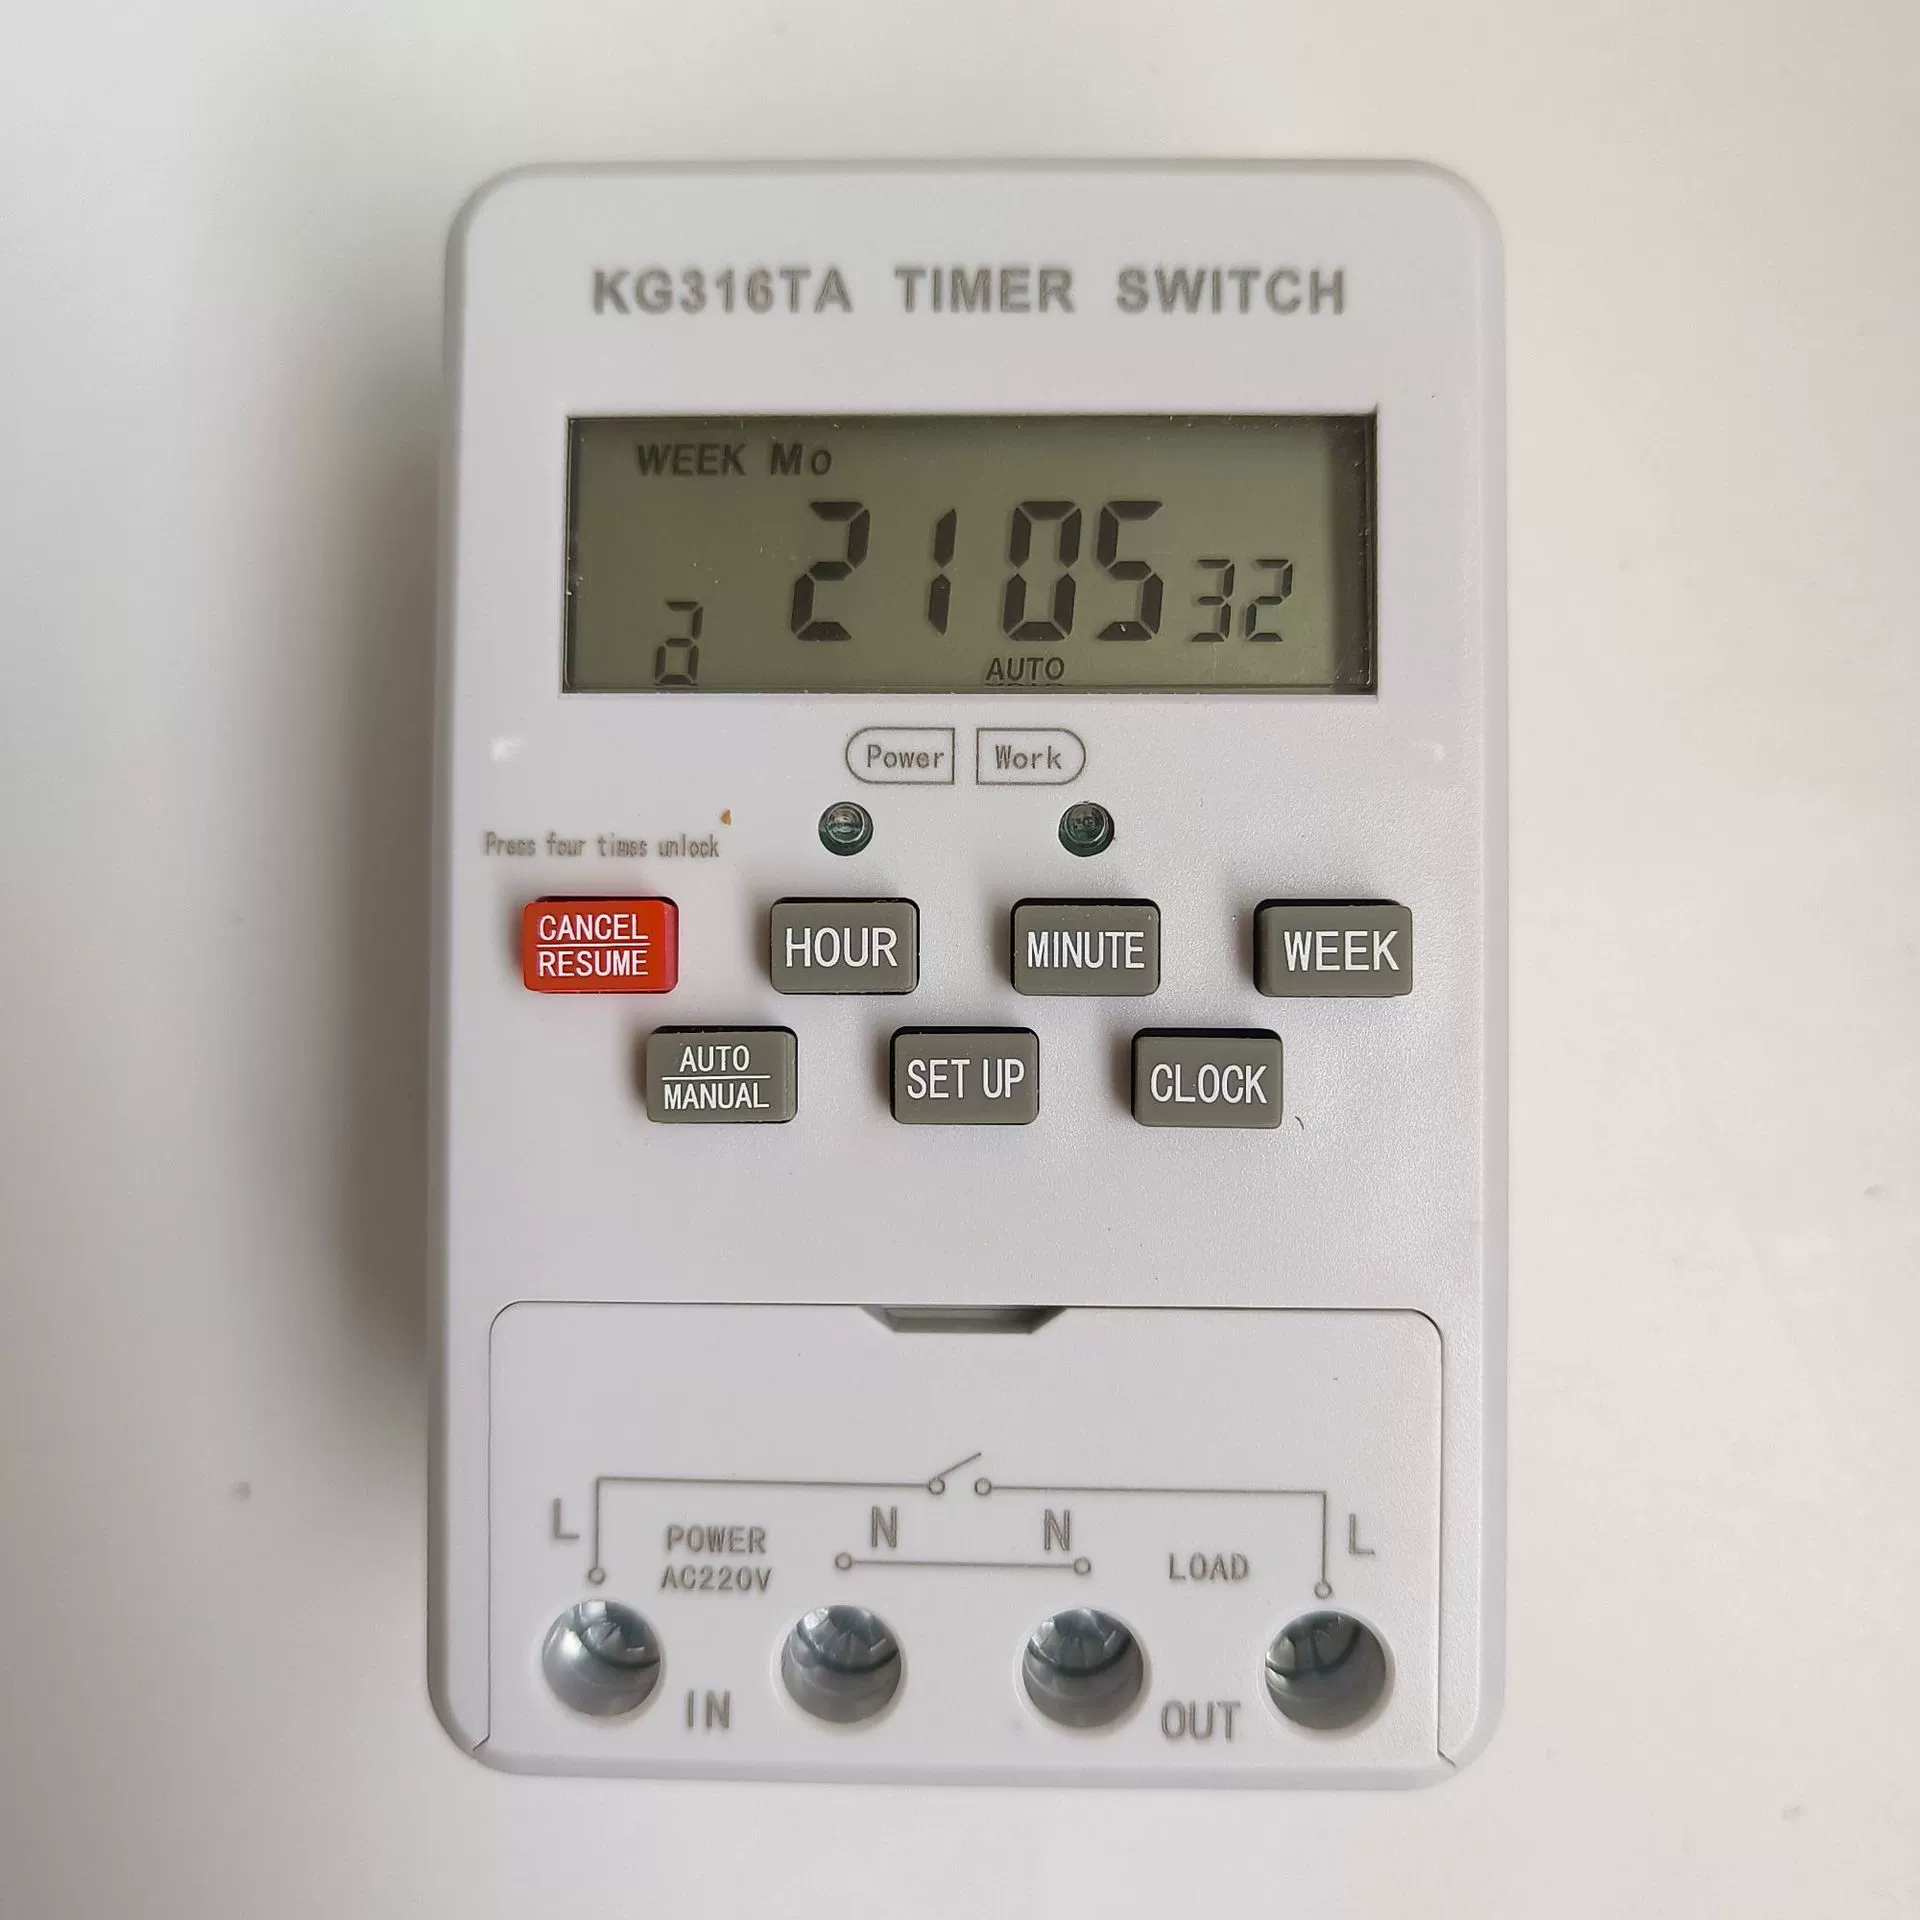 KG316TA TIMER SWITCH
WEEK Mo
2105 32
a
AUTO
Power Work
Press four times unlock
CANCEL
RESUME
HOUR
MINUTE
WEEK
AUTO
MANUAL
SET UP
CLOCK
L
POWER
AC220V
N
N
LOAD
L
IN
OUT